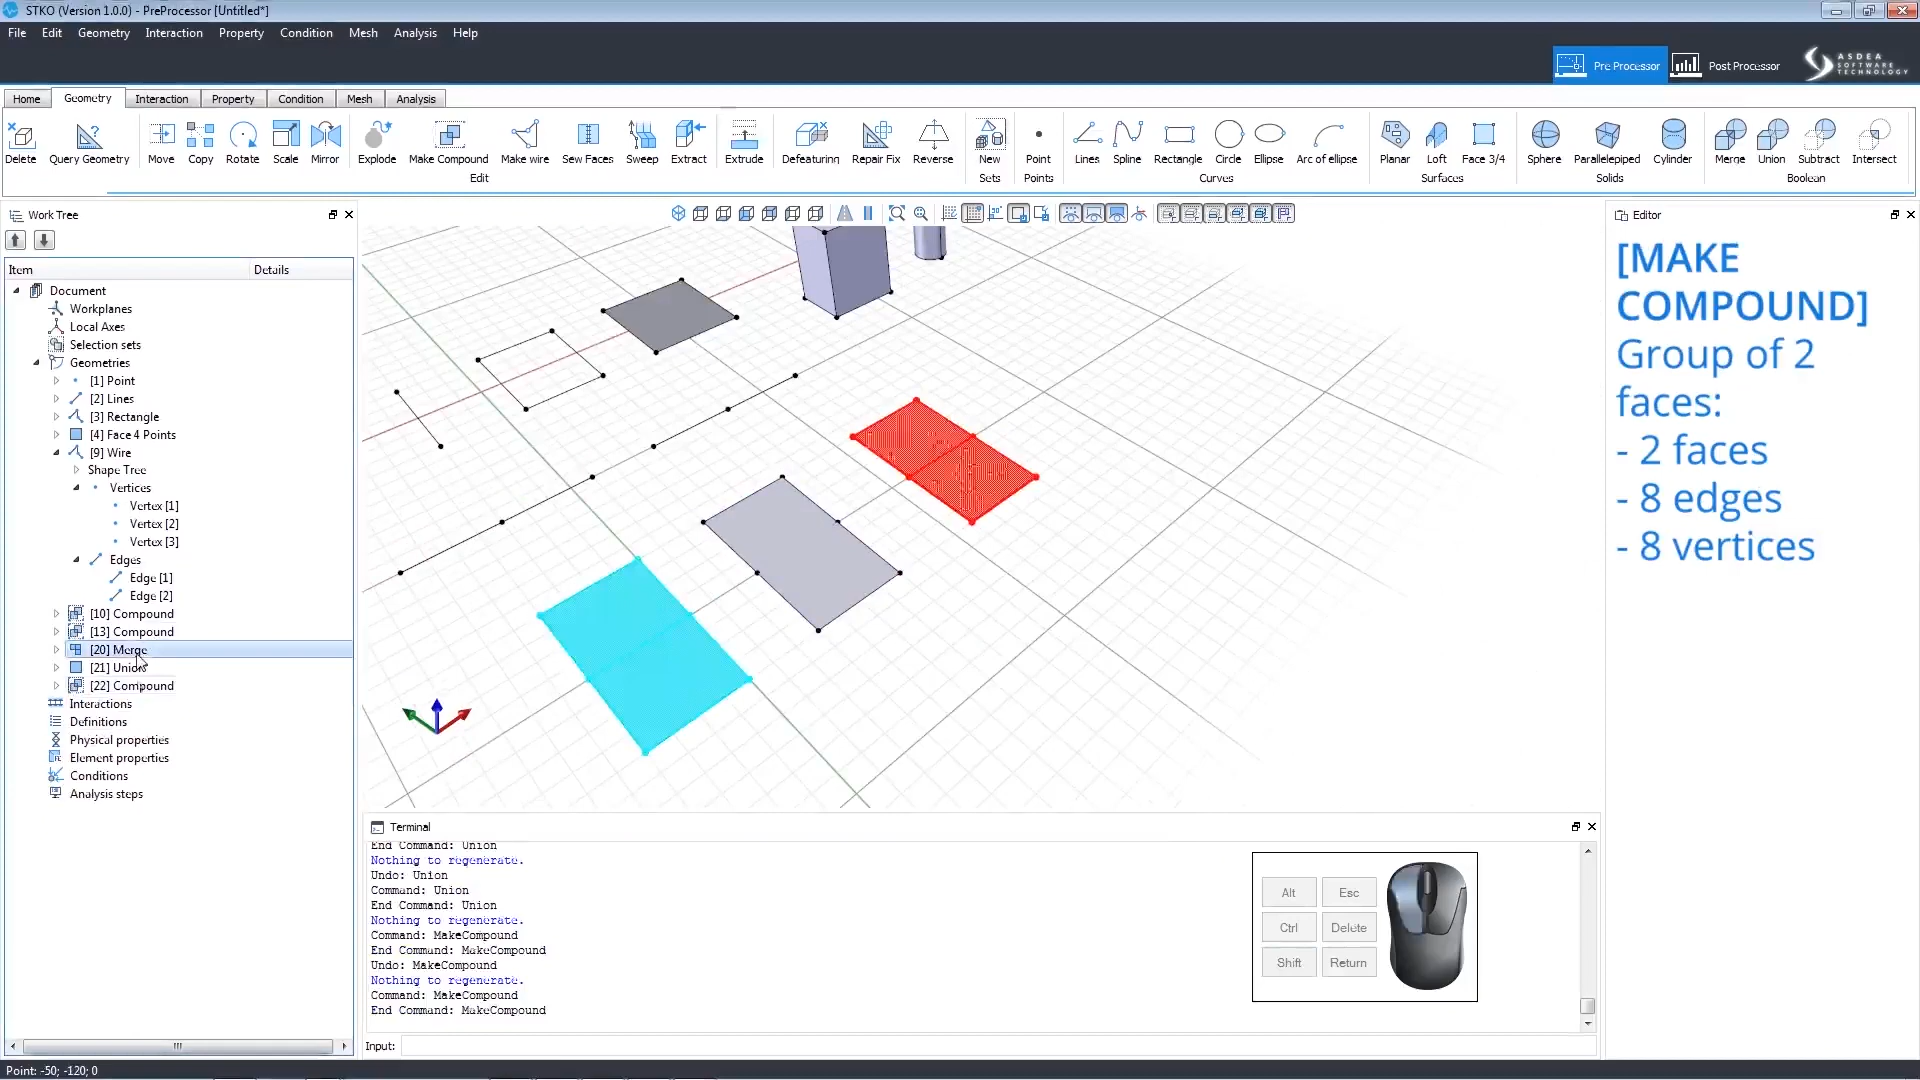 STKO (Version 1.0.0) - PreProcessor [Untitled*]
File Edit Geometry Interaction Property Condition Mesh Analysis Help
Pre Processor Post Processor
ASDEA
SOFTWARE
TECHNOLOGY
Home Geometry Interaction Property Condition Mesh Analysis
Delete Query Geometry Move Copy Rotate Scale Mirror Explode Make Compound Make wire Sew Faces Sweep Extract Extrude Defeaturing Repair Fix Reverse New Point Lines Spline Rectangle Circle Ellipse Arc of ellipse Planar Loft Face 3/4 Sphere Parallelepiped Cylinder Merge Union Subtract Intersect
Edit Sets Points Curves Surfaces Solids Boolean
Work Tree
Item Details
Document
Workplanes
Local Axes
Selection sets
Geometries
[1] Point
[2] Lines
[3] Rectangle
[4] Face 4 Points
[9] Wire
Shape Tree
Vertices
Vertex [1]
Vertex [2]
Vertex [3]
Edges
Edge [1]
Edge [2]
[10] Compound
[13] Compound
[20] Merge
[21] Union
[22] Compound
Interactions
Definitions
Physical properties
Element properties
Conditions
Analysis steps
Editor
[MAKE
COMPOUND]
Group of 2
faces:
- 2 faces
- 8 edges
- 8 vertices
Terminal
End Command: Union
Nothing to regenerate.
Undo: Union
Command: Union
End Command: Union
Nothing to regenerate.
Command: MakeCompound
End Command: MakeCompound
Undo: MakeCompound
Nothing to regenerate.
Command: MakeCompound
End Command: MakeCompound
Input:
Alt Esc
Ctrl Delete
Shift Return
Point: -50; -120; 0